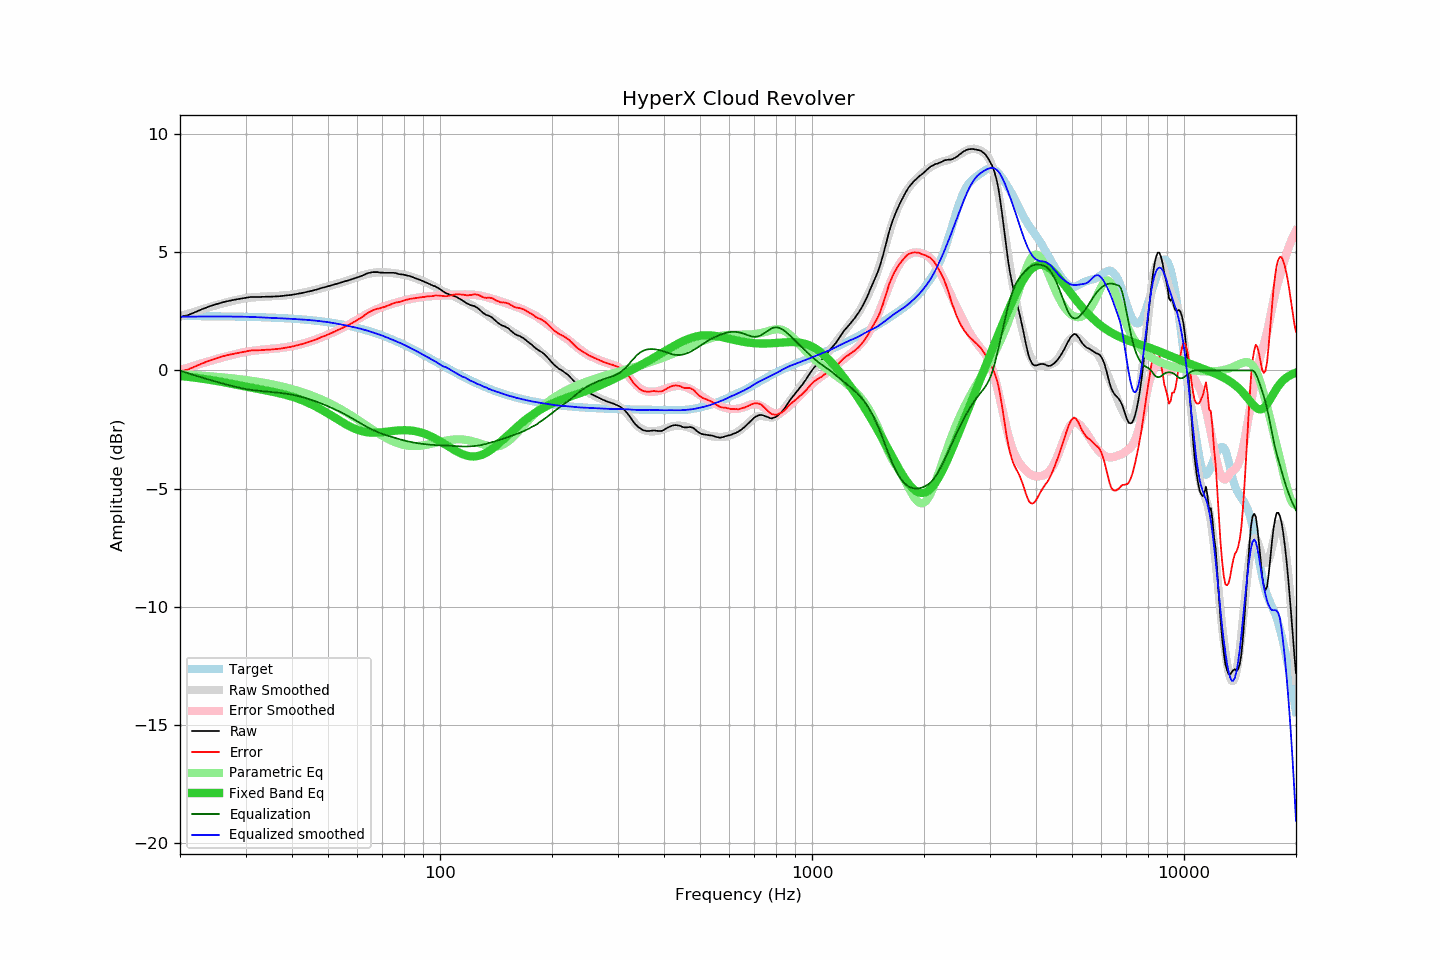 HyperX Cloud Revolver
10
5
0
−5
−10
−15
−20
Amplitude (dBr)
Target
Raw Smoothed
Error Smoothed
Raw
Error
Parametric Eq
Fixed Band Eq
Equalization
Equalized smoothed
100 1000 10000
Frequency (Hz)